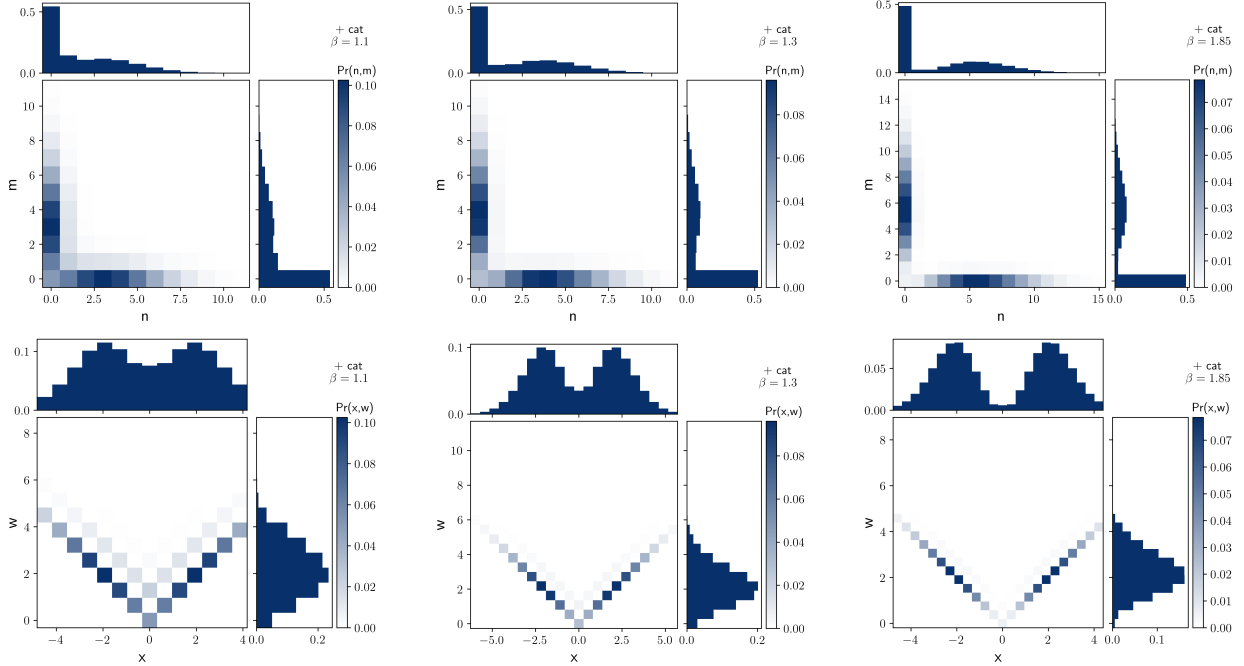 0.5
0.0
+ cat
β = 1.1
Pr(n,m)
10
8
6
4
2
0
m
0.0 2.5 5.0 7.5 10.0
n
0.0 0.5
0.10
0.08
0.06
0.04
0.02
0.00
0.5
0.0
+ cat
β = 1.3
Pr(n,m)
10
8
6
4
2
0
m
0.0 2.5 5.0 7.5 10.0
n
0.0 0.5
0.08
0.06
0.04
0.02
0.00
0.5
0.0
+ cat
β = 1.85
Pr(n,m)
14
12
10
8
6
4
2
0
m
0 5 10 15
n
0.0 0.5
0.07
0.06
0.05
0.04
0.03
0.02
0.01
0.00
0.1
0.0
+ cat
β = 1.1
Pr(x,w)
8
6
4
2
0
w
−4 −2 0 2 4
x
0.0 0.2
0.10
0.08
0.06
0.04
0.02
0.00
0.1
0.0
+ cat
β = 1.3
Pr(x,w)
10
8
6
4
2
0
w
−5.0 −2.5 0.0 2.5 5.0
x
0.0 0.2
0.08
0.06
0.04
0.02
0.00
0.05
0.00
+ cat
β = 1.85
Pr(x,w)
8
6
4
2
0
w
−4 −2 0 2 4
x
0.0 0.1
0.07
0.06
0.05
0.04
0.03
0.02
0.01
0.00